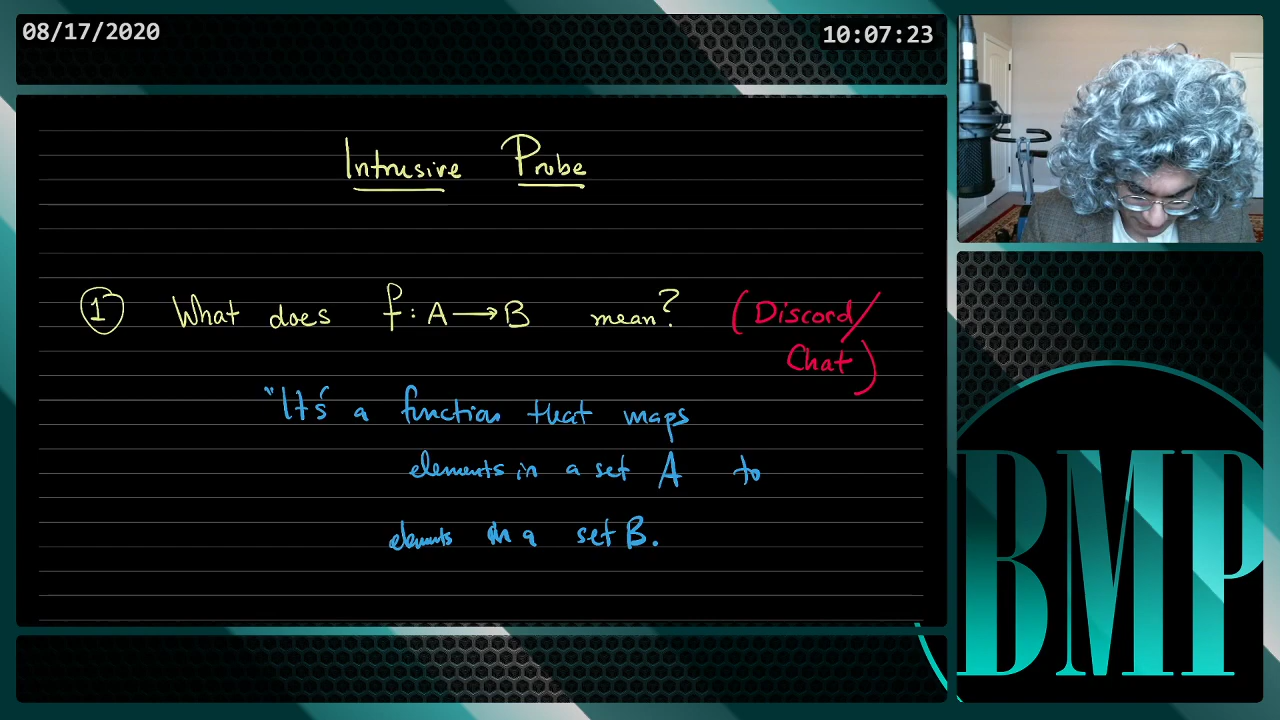 08/17/2020
10:07:23
Intrusive Probe
1 What does f: A → B mean? (Discord/
Chat)
"It's a function that maps
elements in a set A to
elements in a set B.
BMP